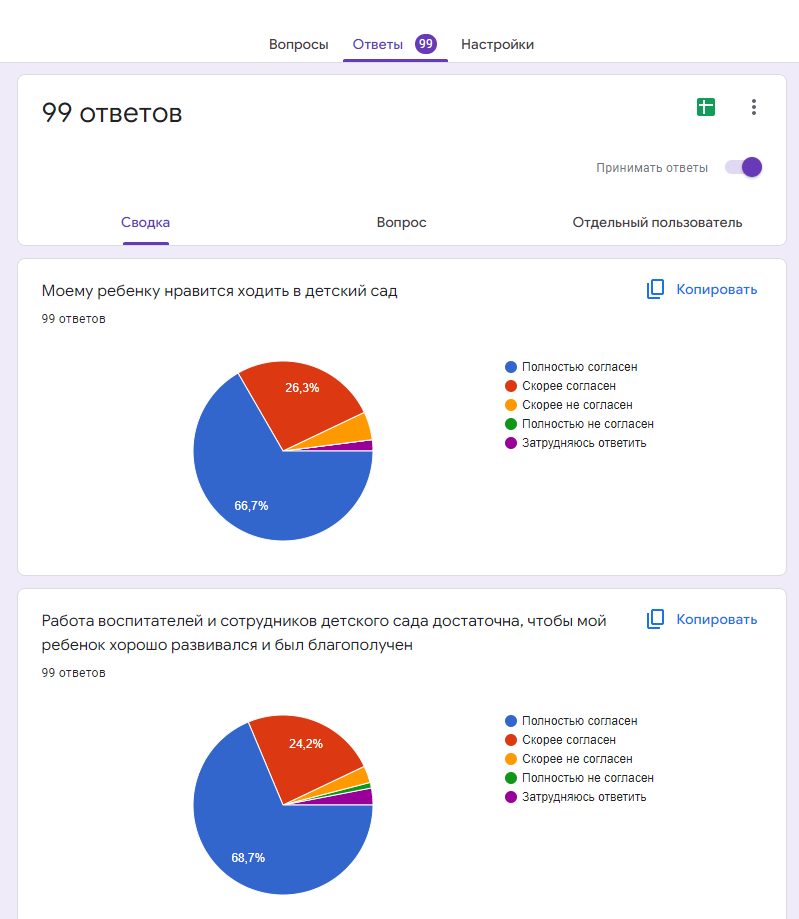 Вопросы Ответы 99 Настройки
99 ответов
Принимать ответы
Сводка Вопрос Отдельный пользователь
Моему ребенку нравится ходить в детский сад
Копировать
99 ответов
26,3%
66,7%
Полностью согласен
Скорее согласен
Скорее не согласен
Полностью не согласен
Затрудняюсь ответить
Работа воспитателей и сотрудников детского сада достаточна, чтобы мой
ребенок хорошо развивался и был благополучен
Копировать
99 ответов
24,2%
68,7%
Полностью согласен
Скорее согласен
Скорее не согласен
Полностью не согласен
Затрудняюсь ответить